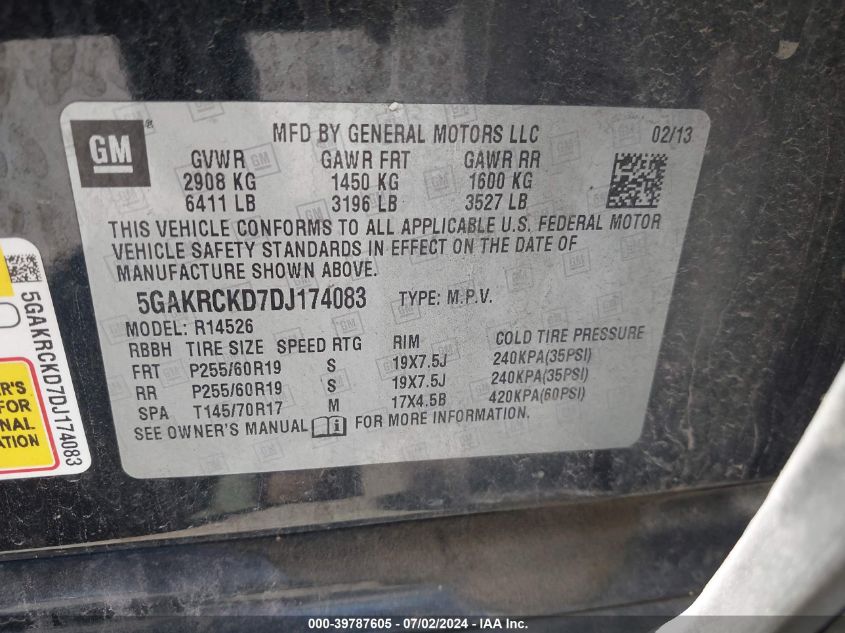 GM®
MFD BY GENERAL MOTORS LLC 02/13
GVWR GAWR FRT GAWR RR
2908 KG 1450 KG 1600 KG
6411 LB 3196 LB 3527 LB
THIS VEHICLE CONFORMS TO ALL APPLICABLE U.S. FEDERAL MOTOR
VEHICLE SAFETY STANDARDS IN EFFECT ON THE DATE OF
MANUFACTURE SHOWN ABOVE.
5GAKRCKD7DJ174083 TYPE: M.P.V.
MODEL: R14526
RBBH TIRE SIZE SPEED RTG RIM COLD TIRE PRESSURE
FRT P255/60R19 S 19X7.5J 240KPA(35PSI)
RR P255/60R19 S 19X7.5J 240KPA(35PSI)
SPA T145/70R17 M 17X4.5B 420KPA(60PSI)
SEE OWNER'S MANUAL i FOR MORE INFORMATION.
5GAKRCKD7DJ174083
ER'S
FOR
NAL
ATION
000-39787605 - 07/02/2024 - IAA Inc.